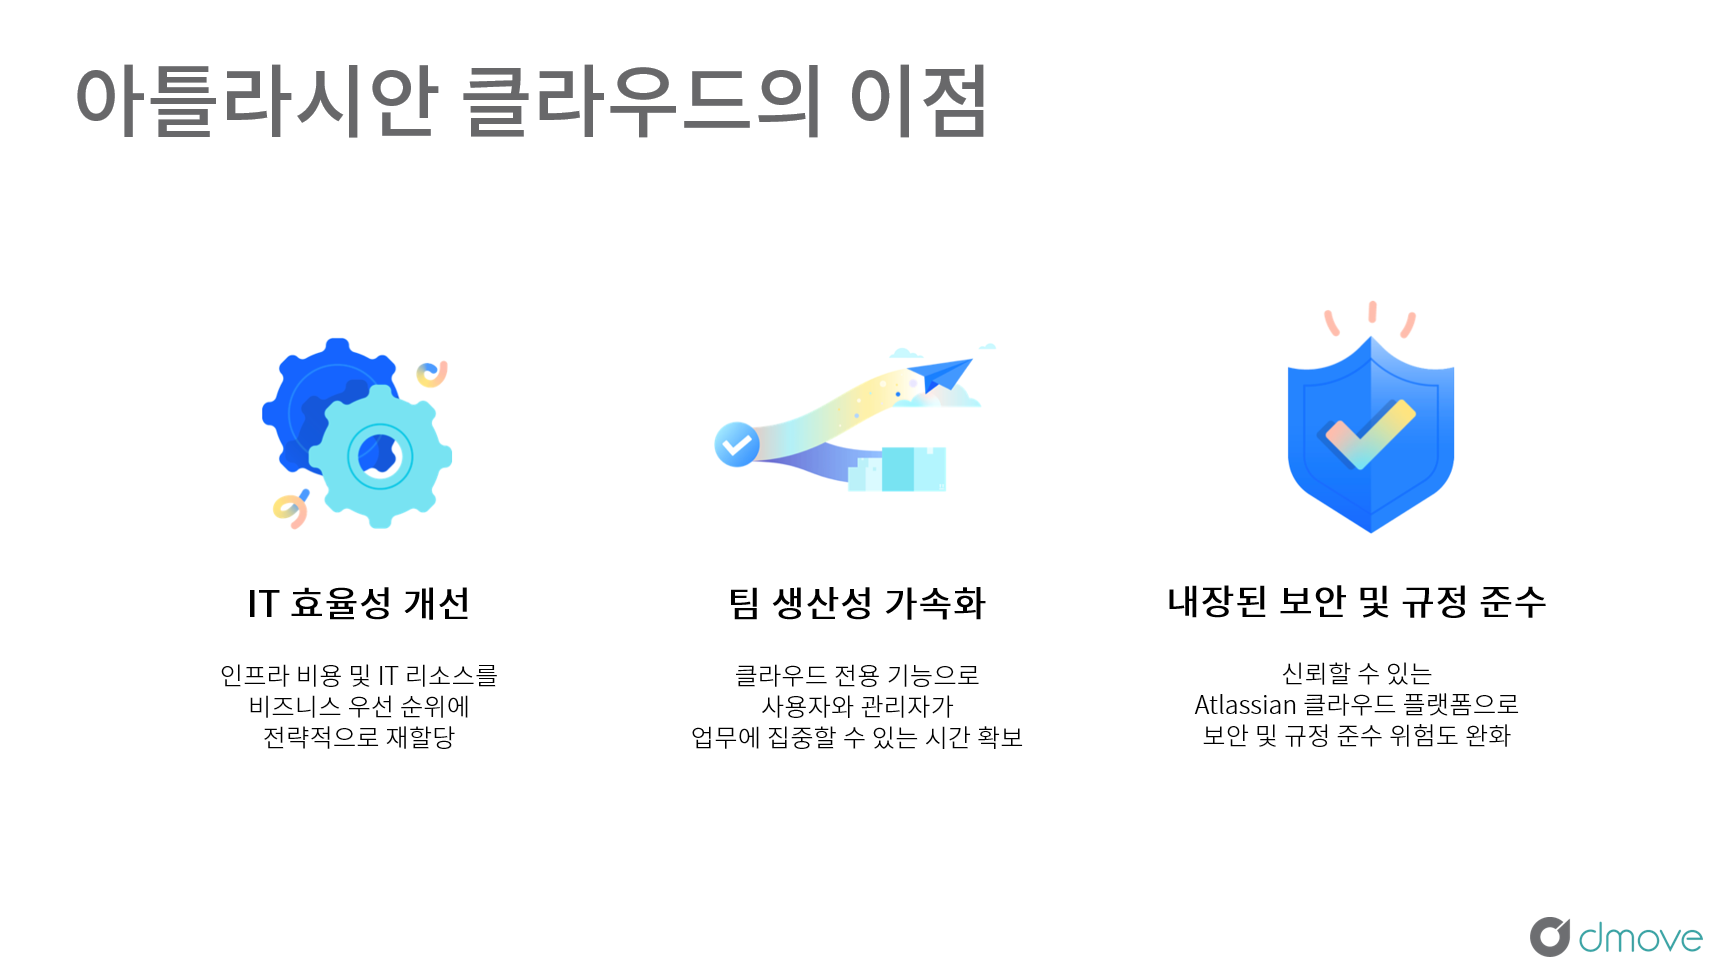 아틀라시안 클라우드의 이점
IT 효율성 개선
인프라 비용 및 IT 리소스를
비즈니스 우선 순위에
전략적으로 재할당
팀 생산성 가속화
클라우드 전용 기능으로
사용자와 관리자가
업무에 집중할 수 있는 시간 확보
내장된 보안 및 규정 준수
신뢰할 수 있는
Atlassian 클라우드 플랫폼으로
보안 및 규정 준수 위험도 완화
dmove